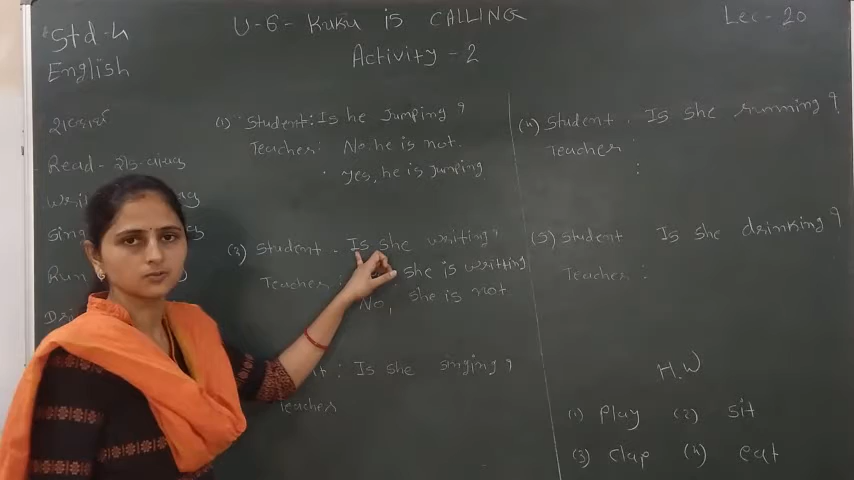 Std-4
English
U-6- Kuku is CALLING
Activity - 2
Lec - 20
શબ્દાર્થ
Read - રીડ - વાંચવું
(1) Student: Is he Jumping ?
Teacher: No. he is not.
Yes, he is Jumping
(2) Student - Is she writing ?
Teacher: she is writting
No, she is not
: Is she singing ?
Teacher
(4) Student . Is she running ?
Teacher :
:
(5) Student Is she drinking ?
Teacher :
H.W
(1) Play (2) sit
(3) clap (4) eat